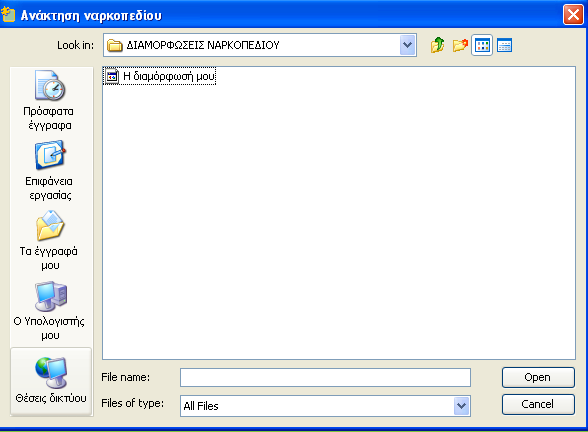 Ανάκτηση ναρκοπεδίου
Look in:
ΔΙΑΜΟΡΦΩΣΕΙΣ ΝΑΡΚΟΠΕΔΙΟΥ
Η διαμόρφωσή μου
Πρόσφατα
έγγραφα
Επιφάνεια
εργασίας
Τα έγγραφά
μου
Ο Υπολογιστής
μου
Θέσεις δικτύου
File name:
Open
Files of type:
All Files
Cancel